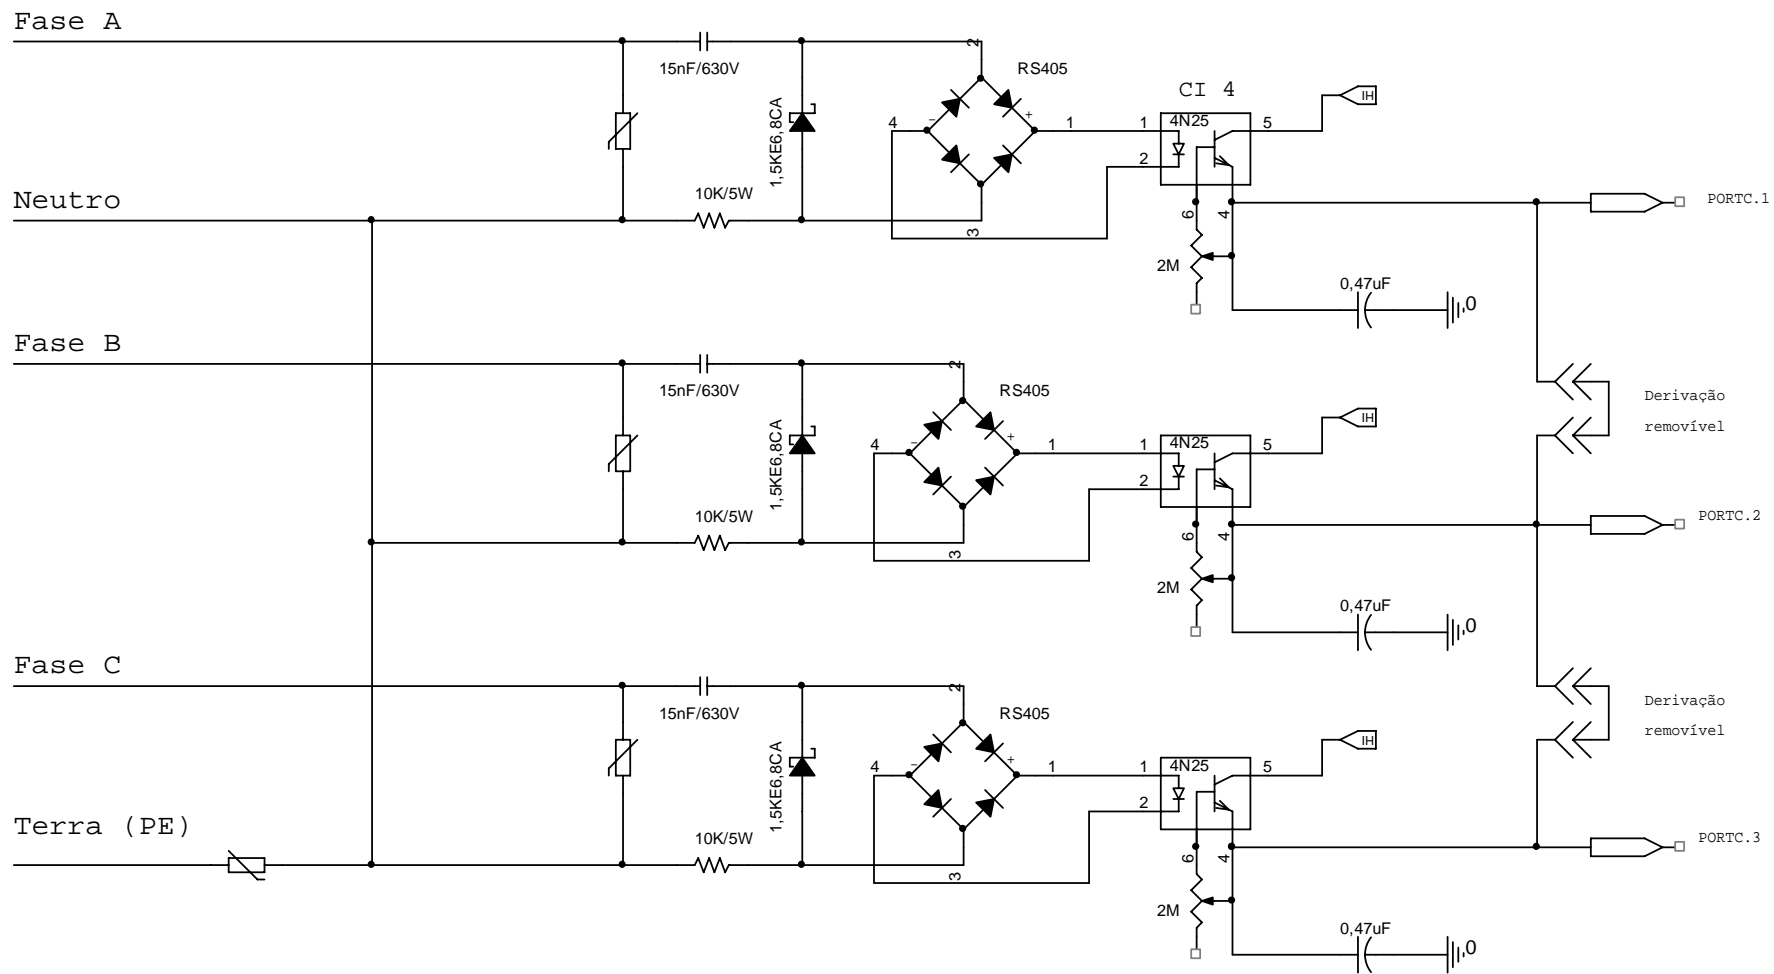 Fase A
15nF/630V
2
RS405
1,5KE6,8CA
CI 4
IH
4N25
4
−
+
1
1
5
2
10K/5W
Neutro
3
6
4
PORTC.1
2M
0,47uF
0
Fase B
15nF/630V
2
RS405
1,5KE6,8CA
Derivação
removível
IH
4N25
4
−
+
1
1
5
2
10K/5W
3
6
4
PORTC.2
2M
0,47uF
0
Fase C
15nF/630V
2
RS405
1,5KE6,8CA
Derivação
removível
IH
4N25
4
−
+
1
1
5
2
Terra (PE)
10K/5W
3
6
4
PORTC.3
2M
0,47uF
0